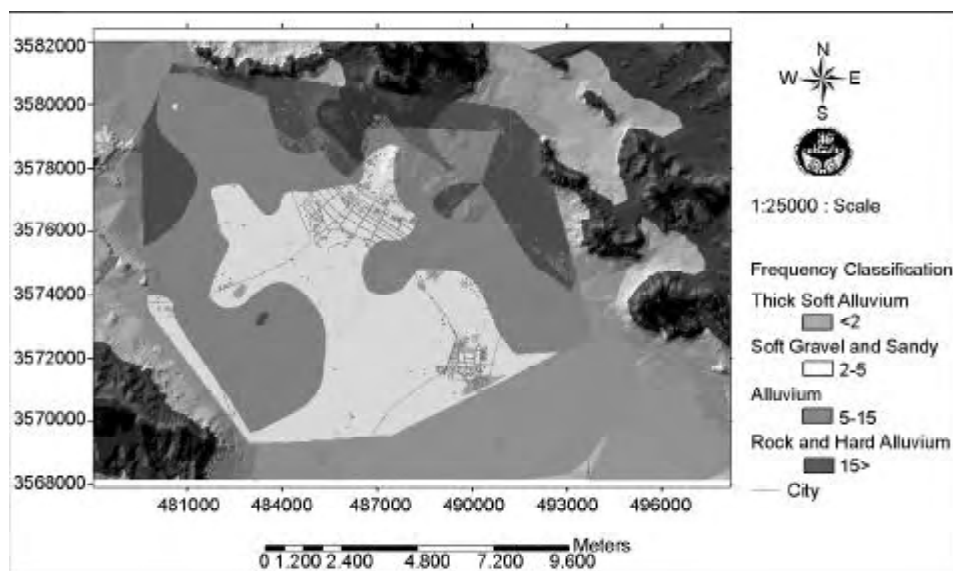 3582000
3580000
3578000
3576000
3574000
3572000
3570000
3568000
481000 484000 487000 490000 493000 496000
0 1.200 2.400 4.800 7.200 9.600
Meters
N
W E
S
1:25000 : Scale
Frequency Classification
Thick Soft Alluvium
<2
Soft Gravel and Sandy
2-5
Alluvium
5-15
Rock and Hard Alluvium
15>
City